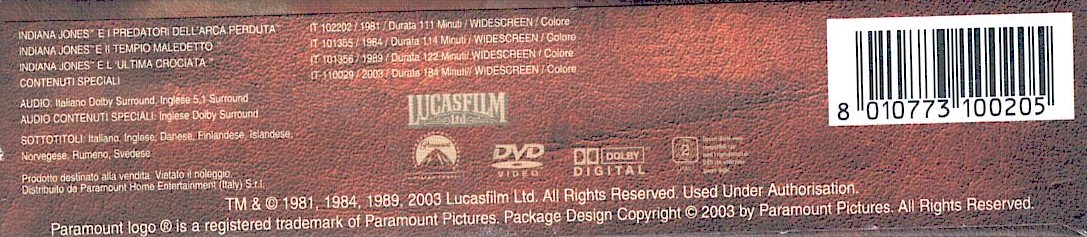 INDIANA JONES™ E I PREDATORI DELL'ARCA PERDUTA™ IT 102202 / 1981 / Durata 111 Minuti / WIDESCREEN / Colore
INDIANA JONES™ E Il TEMPIO MALEDETTO IT 101355 / 1984 / Durata 114 Minuti / WIDESCREEN / Colore
INDIANA JONES™ E L'ULTIMA CROCIATA™ IT 101356 / 1989 / Durata 122 Minuti / WIDESCREEN / Colore
CONTENUTI SPECIALI IT 110029 / 2003 / Durata 184 Minuti / WIDESCREEN / Colore
AUDIO: Italiano Dolby Surround, Inglese 5.1 Surround
AUDIO CONTENUTI SPECIALI: Inglese Dolby Surround
SOTTOTITOLI: Italiano, Inglese, Danese, Finlandese, Islandese,
Norvegese, Rumeno, Svedese
Prodotto destinato alla vendita. Vietato il noleggio.
Distribuito da Paramount Home Entertainment (Italy) S.r.l.
LUCASFILM
Ltd
Paramount
DVD
VIDEO
DOLBY
DIGITAL
2
8 010773 100205
TM & © 1981, 1984, 1989, 2003 Lucasfilm Ltd. All Rights Reserved. Used Under Authorisation.
Paramount logo ® is a registered trademark of Paramount Pictures. Package Design Copyright © 2003 by Paramount Pictures. All Rights Reserved.